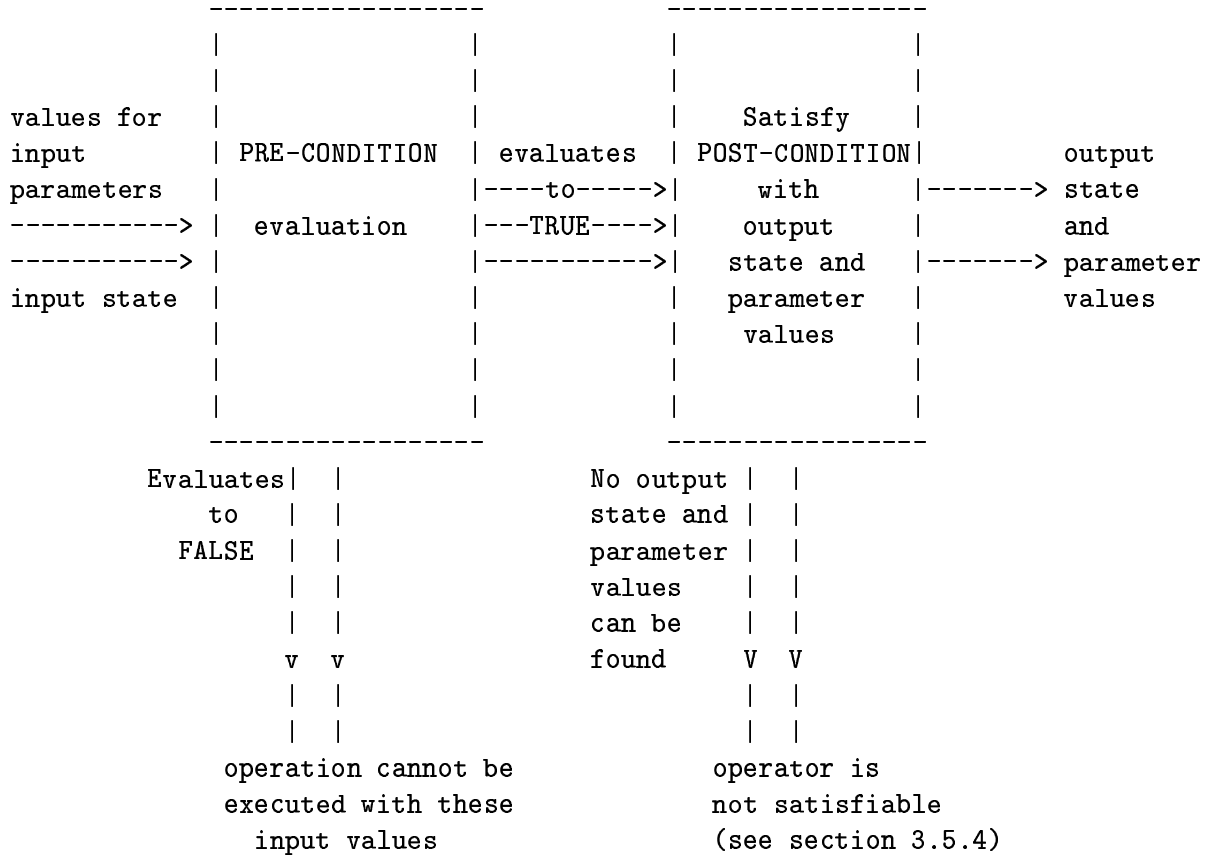 values for
input
parameters
input state
PRE-CONDITION
evaluation
evaluates
to
TRUE
Satisfy
POST-CONDITION
with
output
state and
parameter
values
output
state
and
parameter
values
Evaluates
to
FALSE
operation cannot be
executed with these
input values
No output
state and
parameter
values
can be
found
operator is
not satisfiable
(see section 3.5.4)